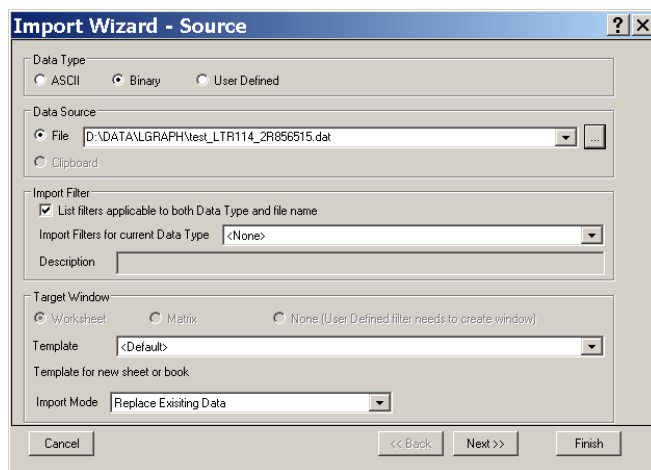 Import Wizard - Source
Data Type
ASCII Binary User Defined
Data Source
File D:\DATA\LGRAPH\test_LTR114_2R856515.dat ...
Clipboard
Import Filter
List filters applicable to both Data Type and file name
Import Filters for current Data Type <None>
Description
Target Window
Worksheet Matrix None (User Defined filter needs to create window)
Template <Default>
Template for new sheet or book
Import Mode Replace Exisiting Data
Cancel << Back Next >> Finish